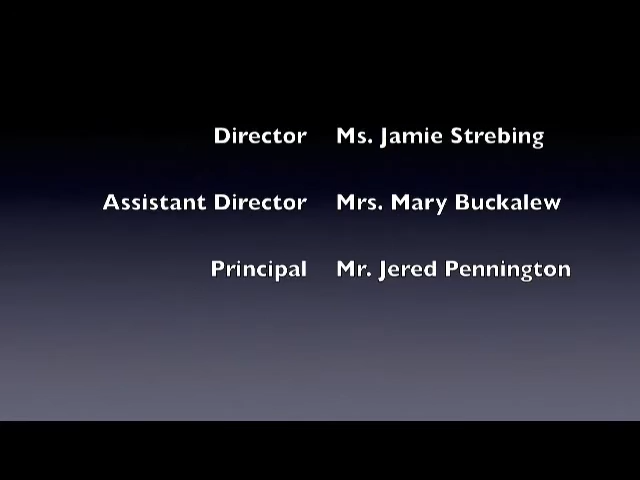 Director Ms. Jamie Strebing
Assistant Director Mrs. Mary Buckalew
Principal Mr. Jered Pennington